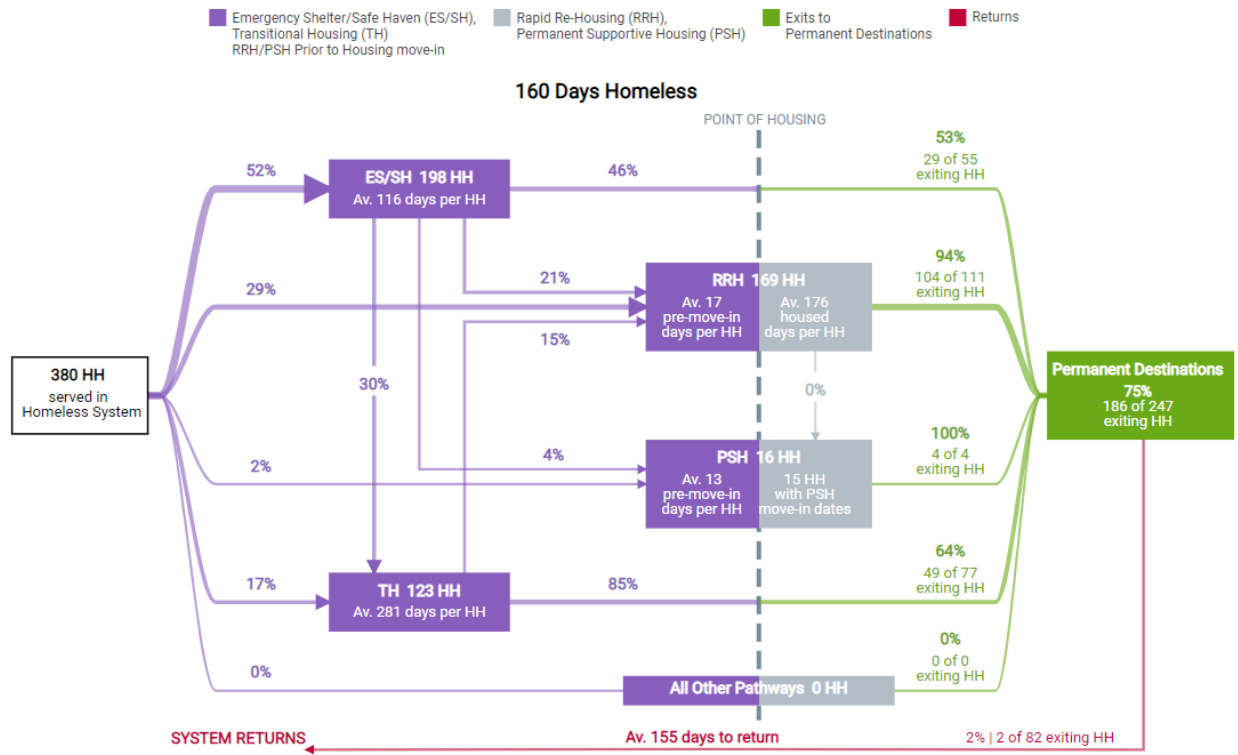 Emergency Shelter/Safe Haven (ES/SH),
Transitional Housing (TH)
RRH/PSH Prior to Housing move-in
Rapid Re-Housing (RRH),
Permanent Supportive Housing (PSH)
Exits to
Permanent Destinations
Returns
160 Days Homeless
POINT OF HOUSING
52%
ES/SH 198 HH
Av. 116 days per HH
46%
53%
29 of 55
exiting HH
29%
21%
15%
RRH 169 HH
Av. 17
pre-move-in
days per HH
Av. 176
housed
days per HH
94%
104 of 111
exiting HH
380 HH
served in
Homeless System
30%
0%
Permanent Destinations
75%
186 of 247
exiting HH
2%
4%
PSH 16 HH
Av. 13
pre-move-in
days per HH
15 HH
with PSH
move-in dates
100%
4 of 4
exiting HH
17%
TH 123 HH
Av. 281 days per HH
85%
64%
49 of 77
exiting HH
0%
All Other Pathways 0 HH
0%
0 of 0
exiting HH
SYSTEM RETURNS
Av. 155 days to return
2% | 2 of 82 exiting HH